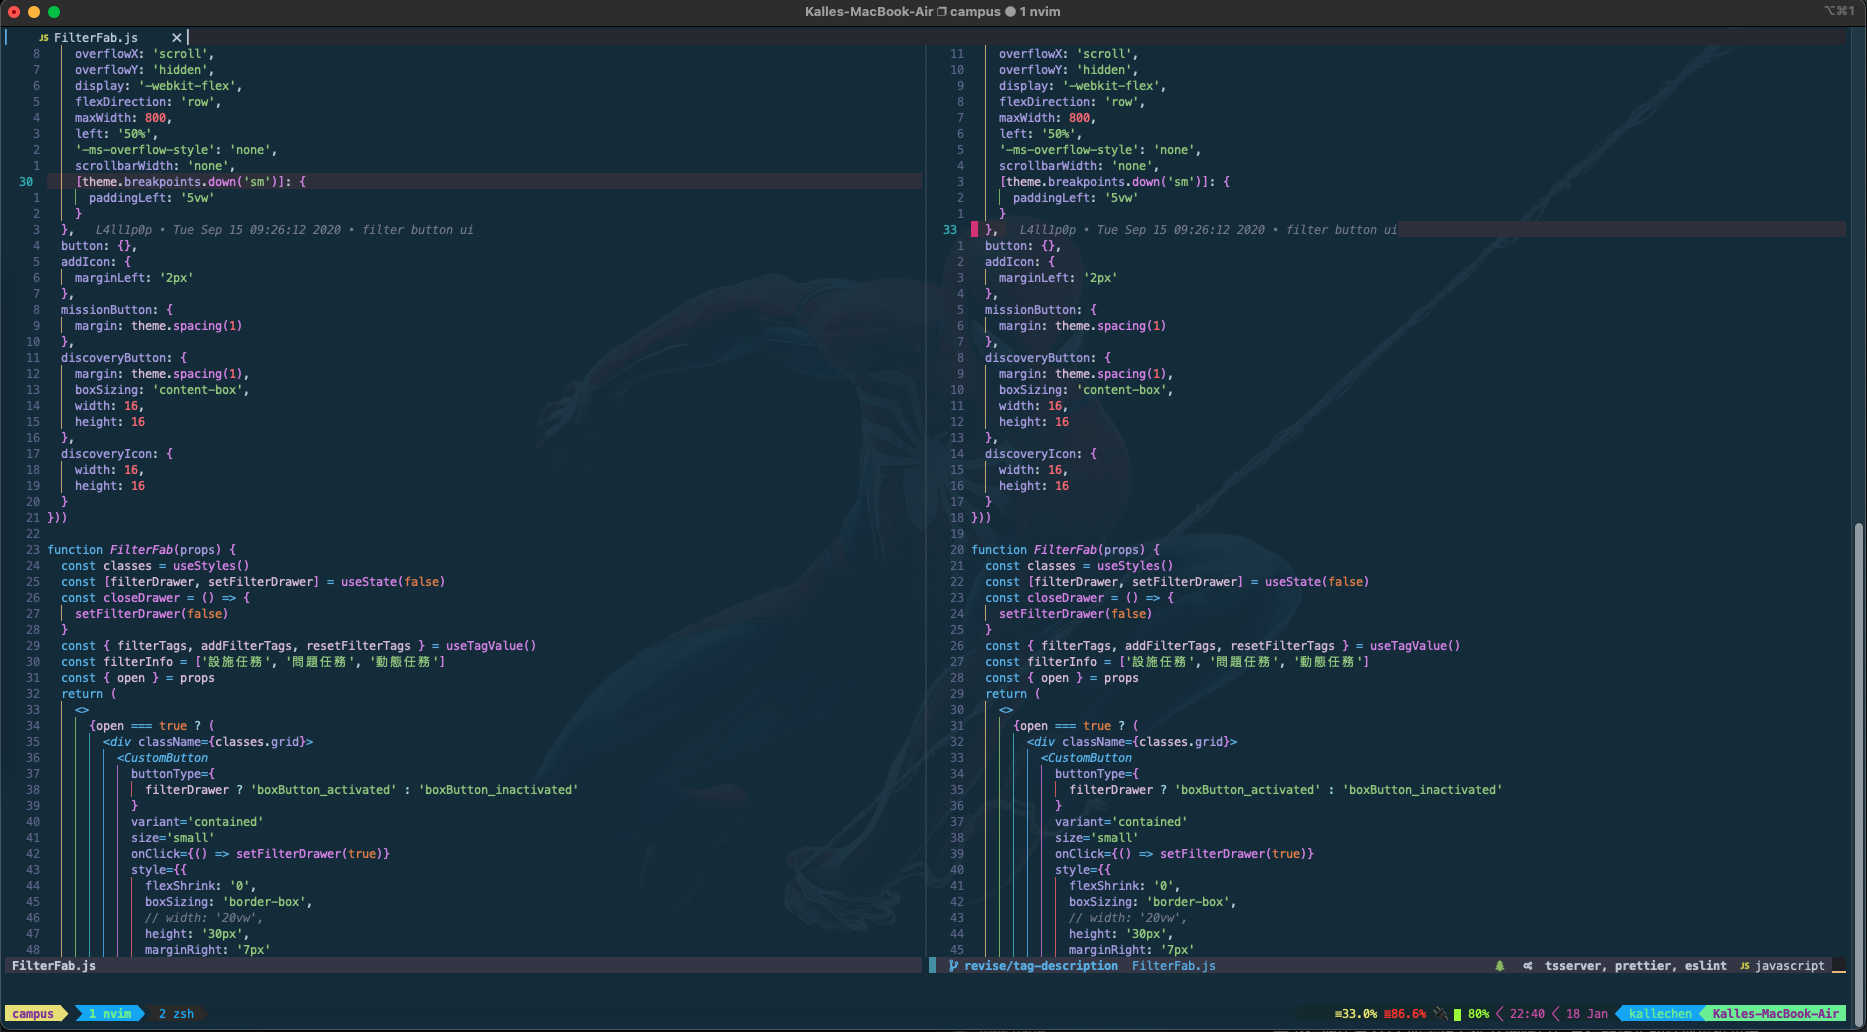 Kalles-MacBook-Air campus ● 1 nvim
⌥⌘1
JS FilterFab.js ✕
8 overflowX: 'scroll',
7 overflowY: 'hidden',
6 display: '-webkit-flex',
5 flexDirection: 'row',
4 maxWidth: 800,
3 left: '50%',
2 '-ms-overflow-style': 'none',
1 scrollbarWidth: 'none',
30 [theme.breakpoints.down('sm')]: {
1 paddingLeft: '5vw'
2 }
3 }, L4ll1p0p • Tue Sep 15 09:26:12 2020 • filter button ui
4 button: {},
5 addIcon: {
6 marginLeft: '2px'
7 },
8 missionButton: {
9 margin: theme.spacing(1)
10 },
11 discoveryButton: {
12 margin: theme.spacing(1),
13 boxSizing: 'content-box',
14 width: 16,
15 height: 16
16 },
17 discoveryIcon: {
18 width: 16,
19 height: 16
20 }
21 }))
22
23 function FilterFab(props) {
24 const classes = useStyles()
25 const [filterDrawer, setFilterDrawer] = useState(false)
26 const closeDrawer = () => {
27 setFilterDrawer(false)
28 }
29 const { filterTags, addFilterTags, resetFilterTags } = useTagValue()
30 const filterInfo = ['設施任務', '問題任務', '動態任務']
31 const { open } = props
32 return (
33 <>
34 {open === true ? (
35 <div className={classes.grid}>
36 <CustomButton
37 buttonType={
38 filterDrawer ? 'boxButton_activated' : 'boxButton_inactivated'
39 }
40 variant='contained'
41 size='small'
42 onClick={() => setFilterDrawer(true)}
43 style={{
44 flexShrink: '0',
45 boxSizing: 'border-box',
46 // width: '20vw',
47 height: '30px',
48 marginRight: '7px'
FilterFab.js
11 overflowX: 'scroll',
10 overflowY: 'hidden',
9 display: '-webkit-flex',
8 flexDirection: 'row',
7 maxWidth: 800,
6 left: '50%',
5 '-ms-overflow-style': 'none',
4 scrollbarWidth: 'none',
3 [theme.breakpoints.down('sm')]: {
2 paddingLeft: '5vw'
1 }
33 }, L4ll1p0p • Tue Sep 15 09:26:12 2020 • filter button ui
1 button: {},
2 addIcon: {
3 marginLeft: '2px'
4 },
5 missionButton: {
6 margin: theme.spacing(1)
7 },
8 discoveryButton: {
9 margin: theme.spacing(1),
10 boxSizing: 'content-box',
11 width: 16,
12 height: 16
13 },
14 discoveryIcon: {
15 width: 16,
16 height: 16
17 }
18 }))
19
20 function FilterFab(props) {
21 const classes = useStyles()
22 const [filterDrawer, setFilterDrawer] = useState(false)
23 const closeDrawer = () => {
24 setFilterDrawer(false)
25 }
26 const { filterTags, addFilterTags, resetFilterTags } = useTagValue()
27 const filterInfo = ['設施任務', '問題任務', '動態任務']
28 const { open } = props
29 return (
30 <>
31 {open === true ? (
32 <div className={classes.grid}>
33 <CustomButton
34 buttonType={
35 filterDrawer ? 'boxButton_activated' : 'boxButton_inactivated'
36 }
37 variant='contained'
38 size='small'
39 onClick={() => setFilterDrawer(true)}
40 style={{
41 flexShrink: '0',
42 boxSizing: 'border-box',
43 // width: '20vw',
44 height: '30px',
45 marginRight: '7px'
revise/tag-description FilterFab.js tsserver, prettier, eslint JS javascript
campus 1 nvim 2 zsh ≡33.0% ≡86.6% 80% 22:40 18 Jan kallechen Kalles-MacBook-Air